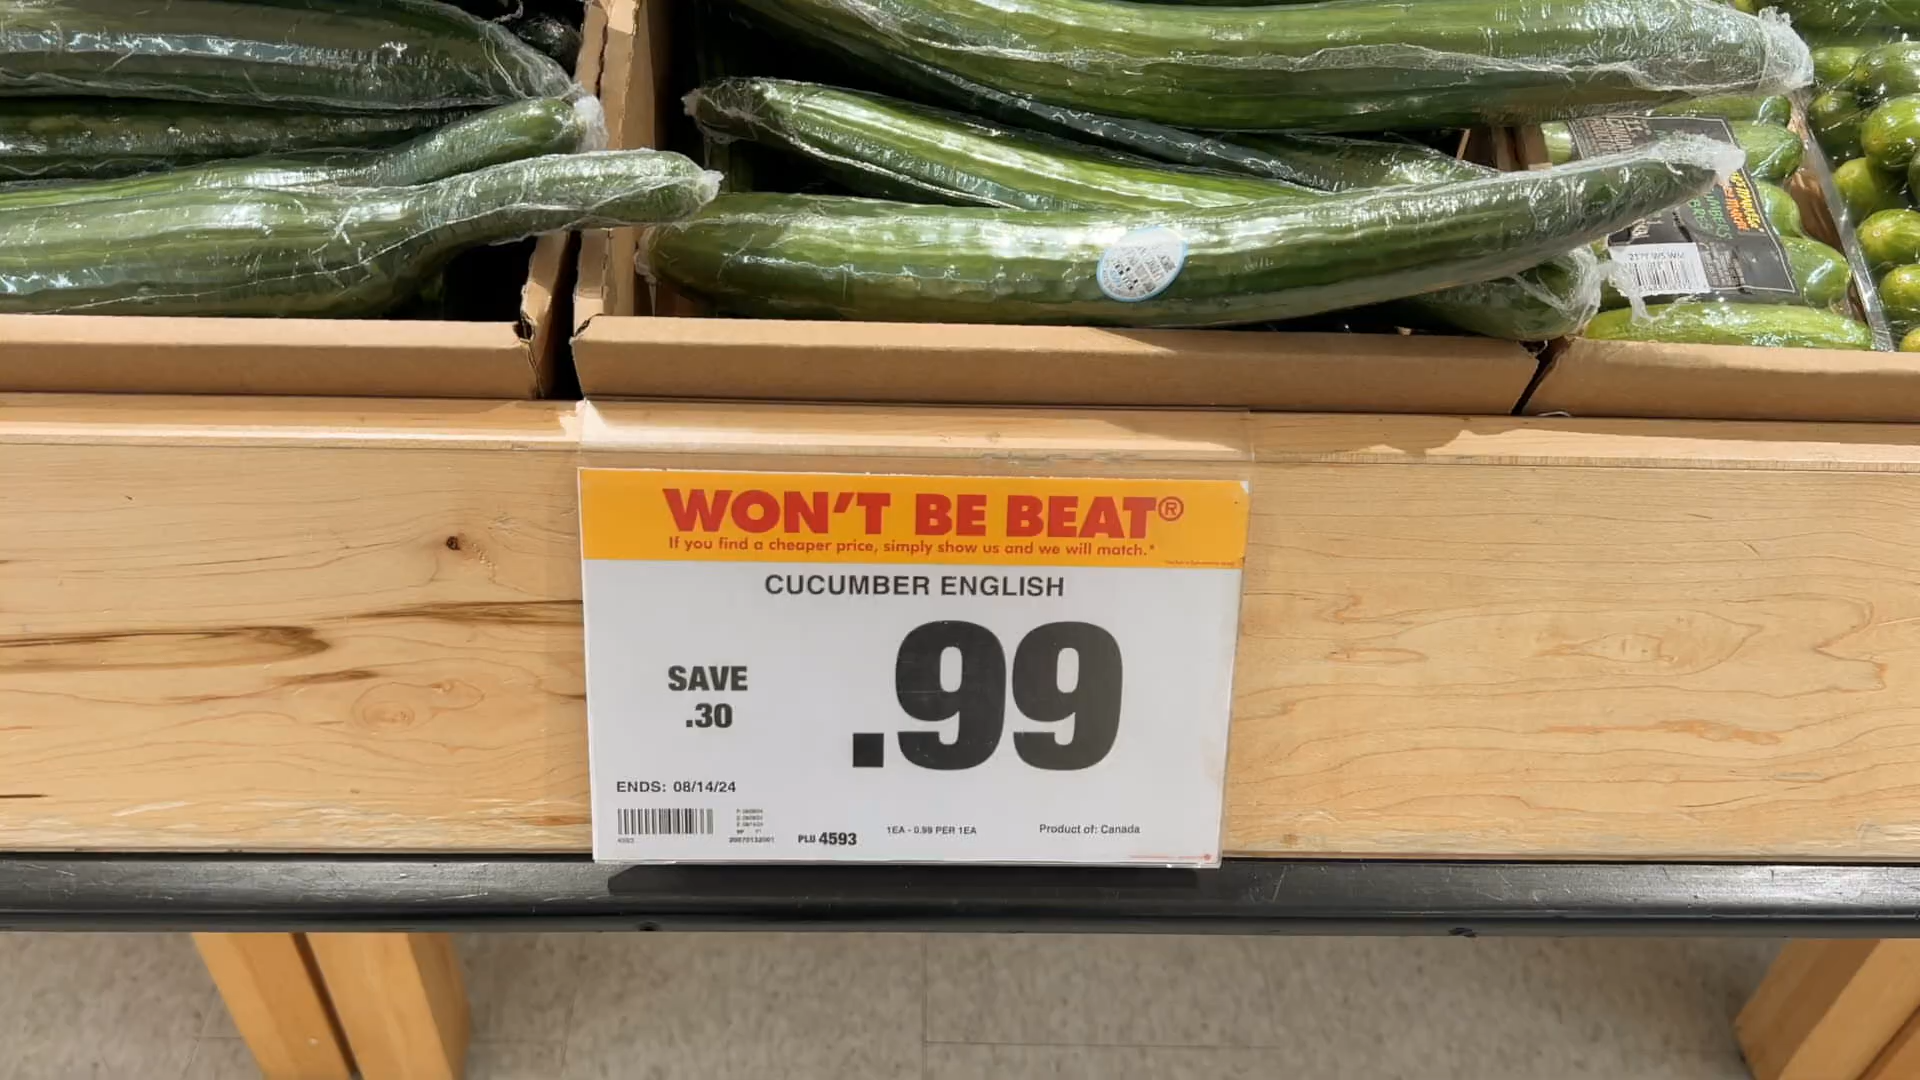 WON'T BE BEAT®
If you find a cheaper price, simply show us and we will match.*
CUCUMBER ENGLISH
SAVE
.30
.99
ENDS: 08/14/24
4593
PLU 4593
1EA - 0.99 PER 1EA
Product of: Canada